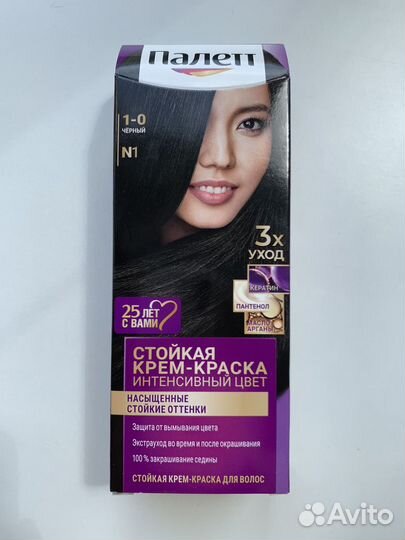 Палетт
1-0
ЧЁРНЫЙ
N1
3х
УХОД
КЕРАТИН
ПАНТЕНОЛ
МАСЛО
АРГАНЫ
25 ЛЕТ
С ВАМИ
СТОЙКАЯ
КРЕМ-КРАСКА
ИНТЕНСИВНЫЙ ЦВЕТ
НАСЫЩЕННЫЕ
СТОЙКИЕ ОТТЕНКИ
Защита от вымывания цвета
Экстрауход во время и после окрашивания
100 % закрашивание седины
СТОЙКАЯ КРЕМ-КРАСКА ДЛЯ ВОЛОС
Avito